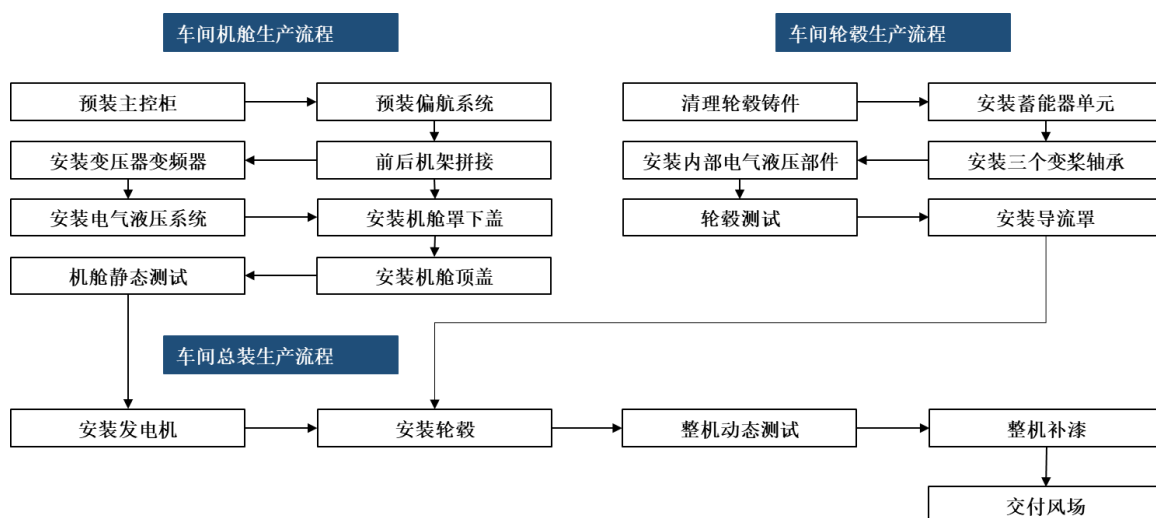 车间机舱生产流程
车间轮毂生产流程
预装主控柜
预装偏航系统
清理轮毂铸件
安装蓄能器单元
安装变压器变频器
前后机架拼接
安装内部电气液压部件
安装三个变桨轴承
安装电气液压系统
安装机舱罩下盖
轮毂测试
安装导流罩
机舱静态测试
安装机舱顶盖
车间总装生产流程
安装发电机
安装轮毂
整机动态测试
整机补漆
交付风场